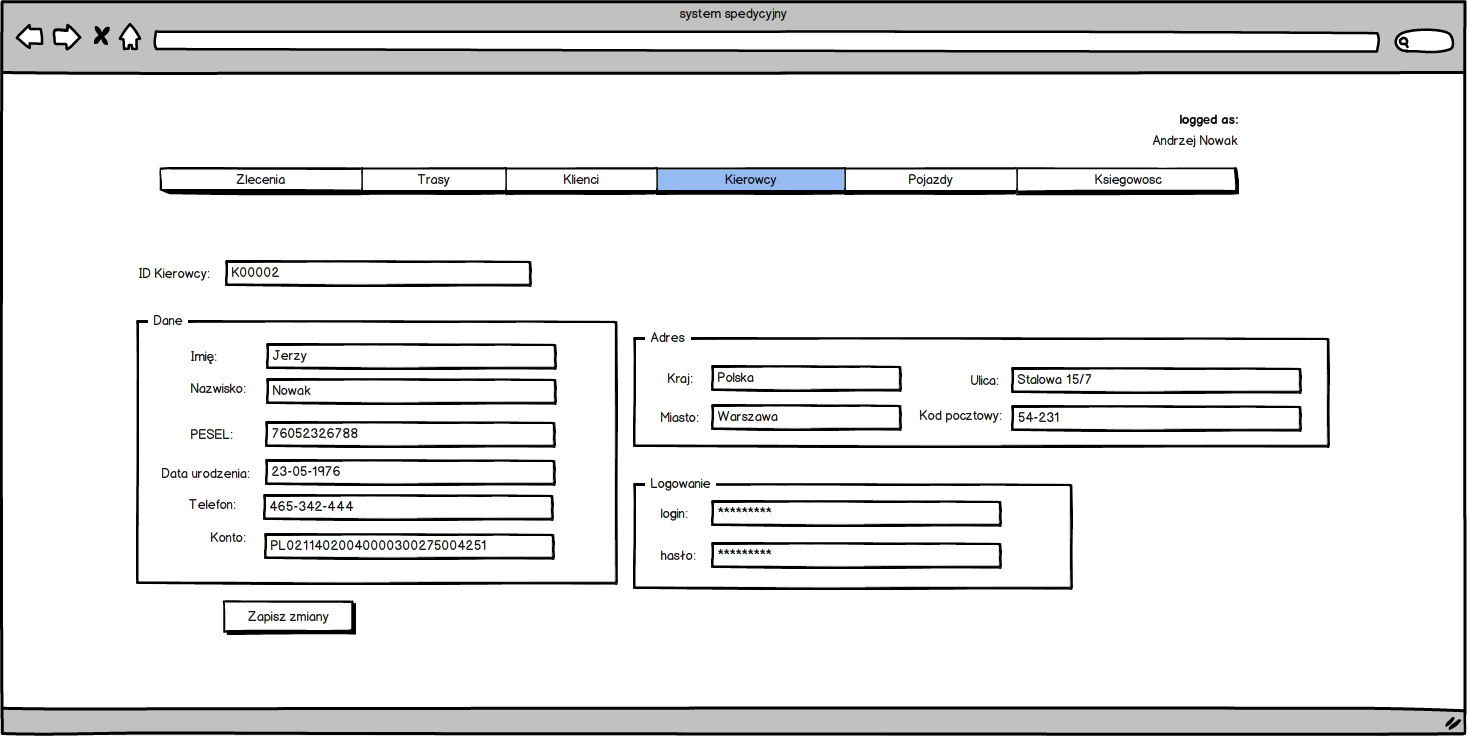 system spedycyjny
logged as:
Andrzej Nowak
Zlecenia Trasy Klienci Kierowcy Pojazdy Ksiegowosc
ID Kierowcy: K00002
Dane
Imię: Jerzy
Nazwisko: Nowak
PESEL: 76052326788
Data urodzenia: 23-05-1976
Telefon: 465-342-444
Konto: PL02114020040000300275004251
Adres
Kraj: Polska Ulica: Stalowa 15/7
Miasto: Warszawa Kod pocztowy: 54-231
Logowanie
login: *********
hasło: *********
Zapisz zmiany